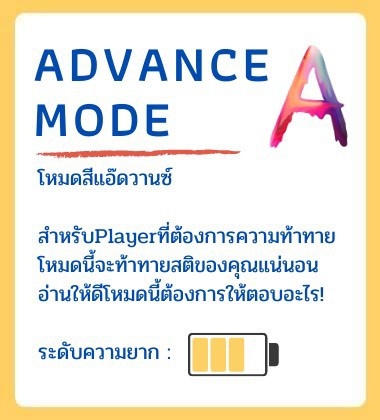 ADVANCE
MODE
A
โหมดสีแอ๊ดวานซ์
สำหรับPlayerที่ต้องการความท้าทาย
โหมดนี้จะท้าทายสติของคุณแน่นอน
อ่านให้ดีโหมดนี้ต้องการให้ตอบอะไร!
ระดับความยาก :